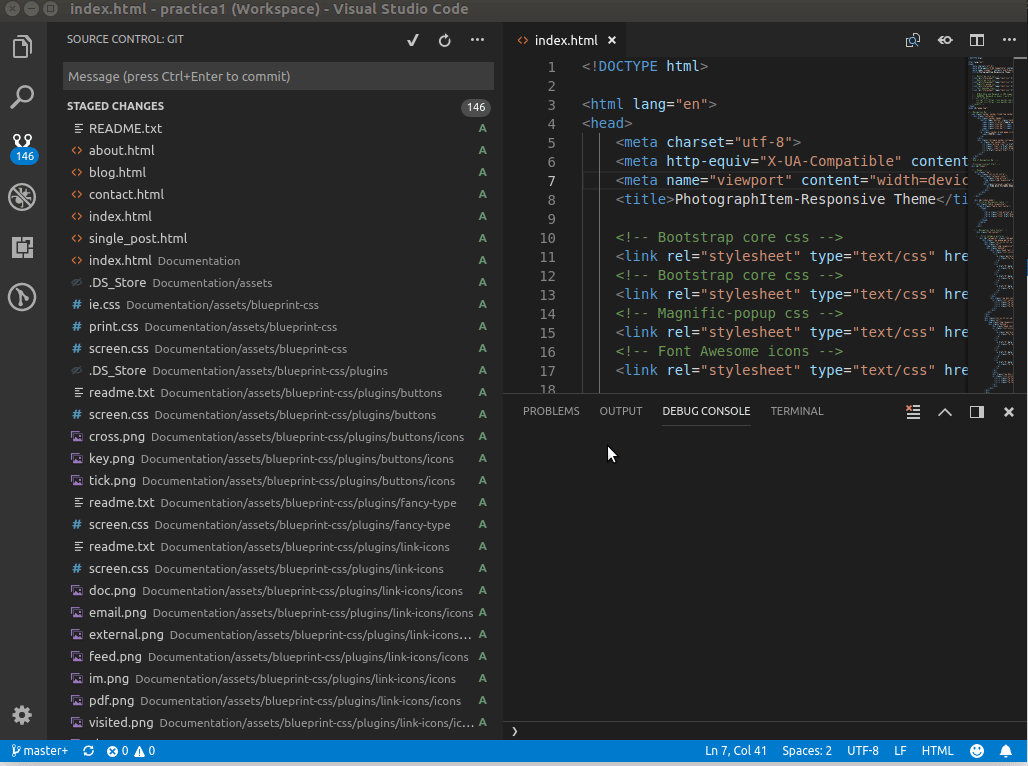 index.html - practica1 (Workspace) - Visual Studio Code
SOURCE CONTROL: GIT
Message (press Ctrl+Enter to commit)
STAGED CHANGES 146
146
README.txt A
about.html A
blog.html A
contact.html A
index.html A
single_post.html A
index.html Documentation A
.DS_Store Documentation/assets A
# ie.css Documentation/assets/blueprint-css A
# print.css Documentation/assets/blueprint-css A
# screen.css Documentation/assets/blueprint-css A
.DS_Store Documentation/assets/blueprint-css/plugins A
readme.txt Documentation/assets/blueprint-css/plugins/buttons A
# screen.css Documentation/assets/blueprint-css/plugins/buttons A
cross.png Documentation/assets/blueprint-css/plugins/buttons/icons A
key.png Documentation/assets/blueprint-css/plugins/buttons/icons A
tick.png Documentation/assets/blueprint-css/plugins/buttons/icons A
readme.txt Documentation/assets/blueprint-css/plugins/fancy-type A
# screen.css Documentation/assets/blueprint-css/plugins/fancy-type A
readme.txt Documentation/assets/blueprint-css/plugins/link-icons A
# screen.css Documentation/assets/blueprint-css/plugins/link-icons A
doc.png Documentation/assets/blueprint-css/plugins/link-icons/icons A
email.png Documentation/assets/blueprint-css/plugins/link-icons/icons A
external.png Documentation/assets/blueprint-css/plugins/link-icons... A
feed.png Documentation/assets/blueprint-css/plugins/link-icons/icons A
im.png Documentation/assets/blueprint-css/plugins/link-icons/icons A
pdf.png Documentation/assets/blueprint-css/plugins/link-icons/icons A
visited.png Documentation/assets/blueprint-css/plugins/link-icons/ic... A
<> index.html ×
1 <!DOCTYPE html>
2
3 <html lang="en">
4 <head>
5 <meta charset="utf-8">
6 <meta http-equiv="X-UA-Compatible" content
7 <meta name="viewport" content="width=devic
8 <title>PhotographItem-Responsive Theme</ti
9
10 <!-- Bootstrap core css -->
11 <link rel="stylesheet" type="text/css" hre
12 <!-- Bootstrap core css -->
13 <link rel="stylesheet" type="text/css" hre
14 <!-- Magnific-popup css -->
15 <link rel="stylesheet" type="text/css" hre
16 <!-- Font Awesome icons -->
17 <link rel="stylesheet" type="text/css" hre
18
PROBLEMS OUTPUT DEBUG CONSOLE TERMINAL
master+ 0 0 Ln 7, Col 41 Spaces: 2 UTF-8 LF HTML